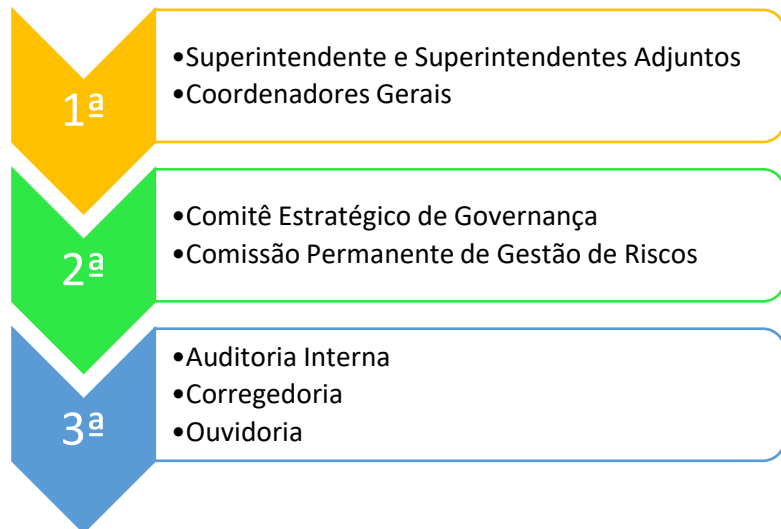 1ª
•Superintendente e Superintendentes Adjuntos
•Coordenadores Gerais
2ª
•Comitê Estratégico de Governança
•Comissão Permanente de Gestão de Riscos
3ª
•Auditoria Interna
•Corregedoria
•Ouvidoria